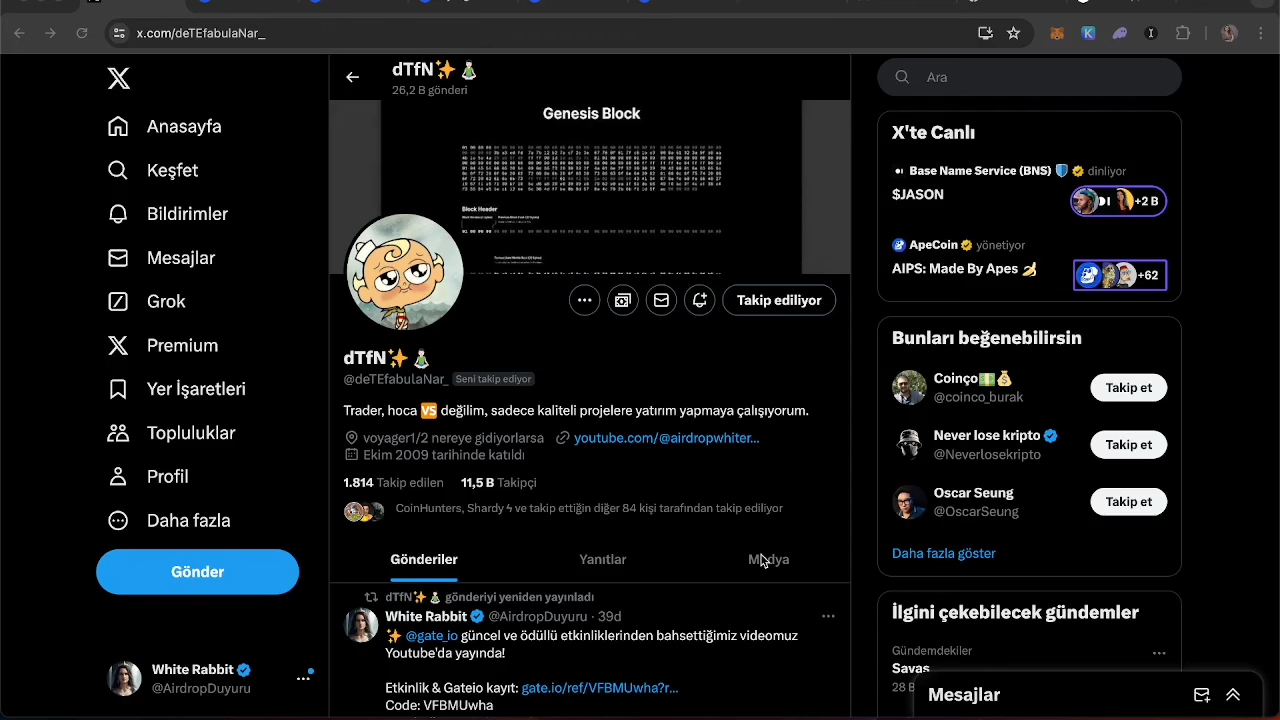 x.com/deTEfabulaNar_
Anasayfa
Keşfet
Bildirimler
Mesajlar
Grok
Premium
Yer İşaretleri
Topluluklar
Profil
Daha fazla
Gönder
White Rabbit
@AirdropDuyuru
dTfN✨
26,2 B gönderi
Genesis Block
Block Header
Takip ediliyor
dTfN✨
@deTEfabulaNar_ Seni takip ediyor
Trader, hoca 🆚 değilim, sadece kaliteli projelere yatırım yapmaya çalışıyorum.
voyager1/2 nereye gidiyorlarsa youtube.com/@airdropwhiter...
Ekim 2009 tarihinde katıldı
1.814 Takip edilen 11,5 B Takipçi
CoinHunters, Shardy ϟ ve takip ettiğin diğer 84 kişi tarafından takip ediliyor
Gönderiler Yanıtlar Medya
dTfN✨ gönderiyi yeniden yayınladı
White Rabbit @AirdropDuyuru · 39d
✨ @gate_io güncel ve ödüllü etkinliklerinden bahsettiğimiz videomuz
Youtube'da yayında!
Etkinlik & Gateio kayıt: gate.io/ref/VFBMUwha?r...
Code: VFBMUwha
Ara
X'te Canlı
Base Name Service (BNS) dinliyor
$JASON
+2 B
ApeCoin yönetiyor
AIPS: Made By Apes
+62
Bunları beğenebilirsin
Coinço
@coinco_burak
Takip et
Never lose kripto
@Neverlosekripto
Takip et
Oscar Seung
@OscarSeung
Takip et
Daha fazla göster
İlgini çekebilecek gündemler
Gündemdekiler
Savaş
28 B
Mesajlar